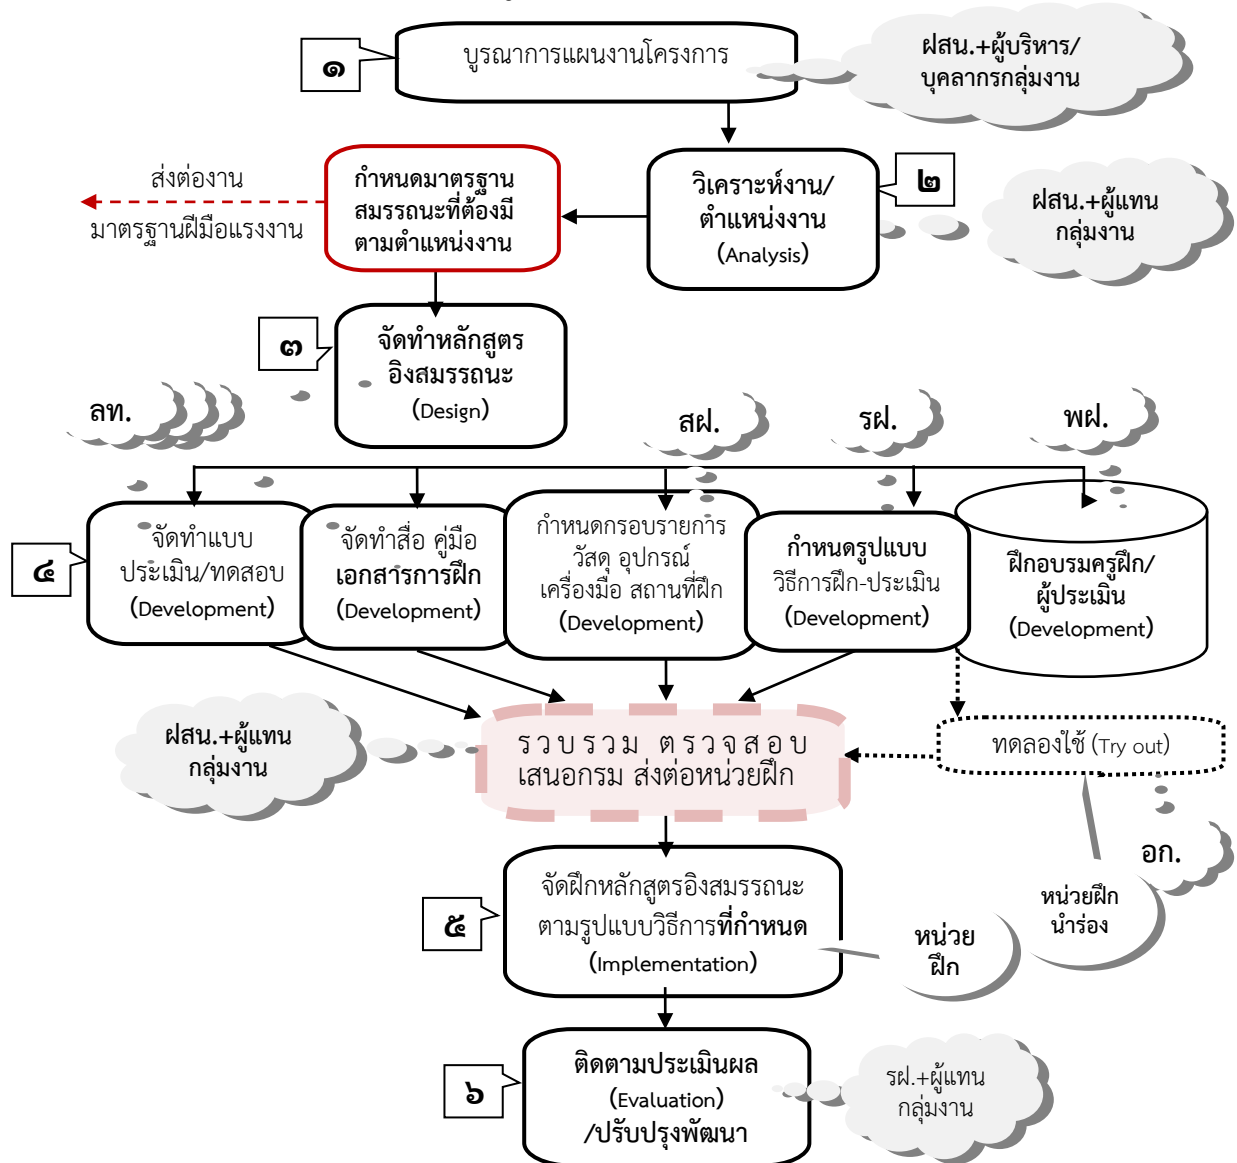 ๑
บูรณาการแผนงานโครงการ
ฝสน.+ผู้บริหาร/
บุคลากรกลุ่มงาน
ส่งต่องาน
มาตรฐานฝีมือแรงงาน
กำหนดมาตรฐาน
สมรรถนะที่ต้องมี
ตามตำแหน่งงาน
วิเคราะห์งาน/
ตำแหน่งงาน
(Analysis)
๒
ฝสน.+ผู้แทน
กลุ่มงาน
๓
จัดทำหลักสูตร
อิงสมรรถนะ
(Design)
ลท.
สฝ.
รฝ.
พฝ.
๔
จัดทำแบบ
ประเมิน/ทดสอบ
(Development)
จัดทำสื่อ คู่มือ
เอกสารการฝึก
(Development)
กำหนดกรอบรายการ
วัสดุ อุปกรณ์
เครื่องมือ สถานที่ฝึก
(Development)
กำหนดรูปแบบ
วิธีการฝึก-ประเมิน
(Development)
ฝึกอบรมครูฝึก/
ผู้ประเมิน
(Development)
ฝสน.+ผู้แทน
กลุ่มงาน
รวบรวม ตรวจสอบ
เสนอกรม ส่งต่อหน่วยฝึก
ทดลองใช้ (Try out)
อก.
หน่วยฝึก
นำร่อง
๕
จัดฝึกหลักสูตรอิงสมรรถนะ
ตามรูปแบบวิธีการที่กำหนด
(Implementation)
หน่วย
ฝึก
๖
ติดตามประเมินผล
(Evaluation)
/ปรับปรุงพัฒนา
รฝ.+ผู้แทน
กลุ่มงาน